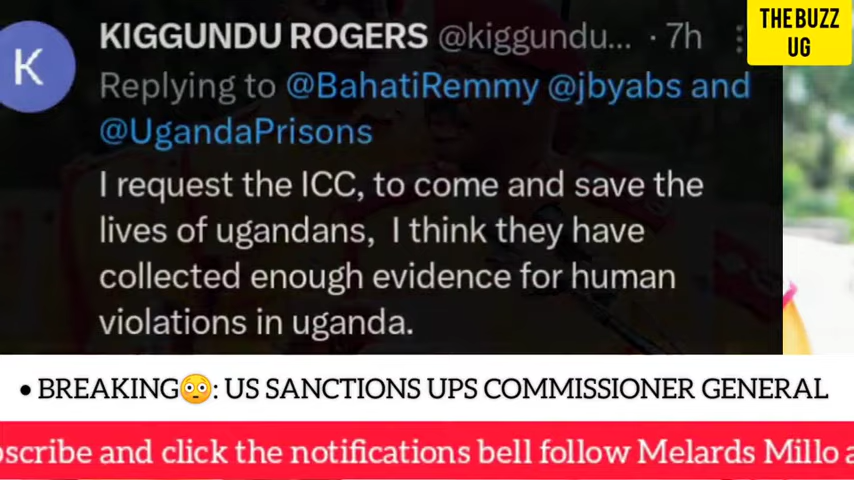 THE BUZZ
UG
K
KIGGUNDU ROGERS @kiggundu... · 7h
Replying to @BahatiRemmy @jbyabs and
@UgandaPrisons
I request the ICC, to come and save the
lives of ugandans, I think they have
collected enough evidence for human
violations in uganda.
• BREAKING😳: US SANCTIONS UPS COMMISSIONER GENERAL
bscribe and click the notifications bell follow Melards Millo a